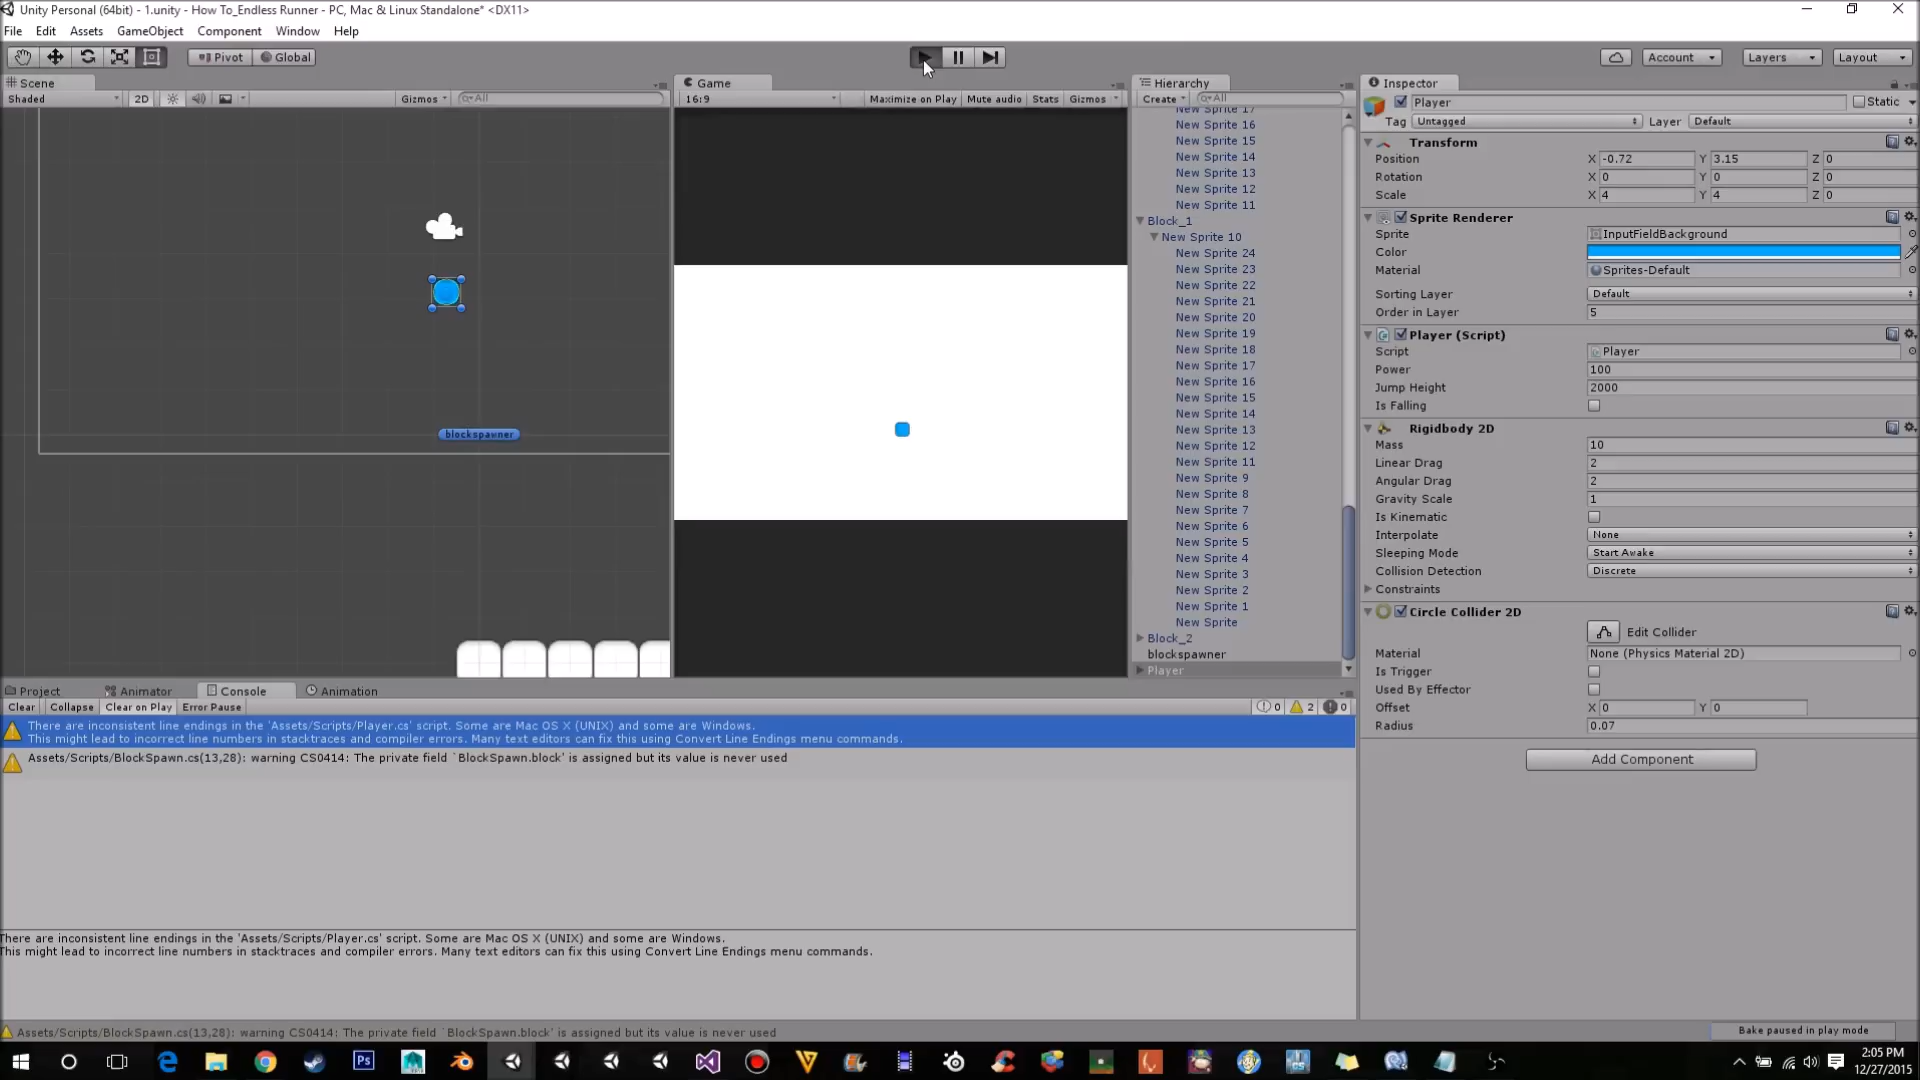 Unity Personal (64bit) - 1.unity - How To_Endless Runner - PC, Mac & Linux Standalone* <DX11>
File Edit Assets GameObject Component Window Help
Pivot Global
Account Layers Layout
Scene
Shaded 2D Gizmos All
blockspawner
Game
16:9 Maximize on Play Mute audio Stats Gizmos
Hierarchy
Create All
New Sprite 17
New Sprite 16
New Sprite 15
New Sprite 14
New Sprite 13
New Sprite 12
New Sprite 11
Block_1
New Sprite 10
New Sprite 24
New Sprite 23
New Sprite 22
New Sprite 21
New Sprite 20
New Sprite 19
New Sprite 18
New Sprite 17
New Sprite 16
New Sprite 15
New Sprite 14
New Sprite 13
New Sprite 12
New Sprite 11
New Sprite 9
New Sprite 8
New Sprite 7
New Sprite 6
New Sprite 5
New Sprite 4
New Sprite 3
New Sprite 2
New Sprite 1
New Sprite
Block_2
blockspawner
Player
Inspector
Player Static
Tag Untagged Layer Default
Transform
Position X -0.72 Y 3.15 Z 0
Rotation X 0 Y 0 Z 0
Scale X 4 Y 4 Z 0
Sprite Renderer
Sprite InputFieldBackground
Color
Material Sprites-Default
Sorting Layer Default
Order in Layer 5
Player (Script)
Script Player
Power 100
Jump Height 2000
Is Falling
Rigidbody 2D
Mass 10
Linear Drag 2
Angular Drag 2
Gravity Scale 1
Is Kinematic
Interpolate None
Sleeping Mode Start Awake
Collision Detection Discrete
Constraints
Circle Collider 2D
Edit Collider
Material None (Physics Material 2D)
Is Trigger
Used By Effector
Offset X 0 Y 0
Radius 0.07
Add Component
Project Animator Console Animation
Clear Collapse Clear on Play Error Pause 0 2 0
There are inconsistent line endings in the 'Assets/Scripts/Player.cs' script. Some are Mac OS X (UNIX) and some are Windows.
This might lead to incorrect line numbers in stacktraces and compiler errors. Many text editors can fix this using Convert Line Endings menu commands.
Assets/Scripts/BlockSpawn.cs(13,28): warning CS0414: The private field `BlockSpawn.block' is assigned but its value is never used
There are inconsistent line endings in the 'Assets/Scripts/Player.cs' script. Some are Mac OS X (UNIX) and some are Windows.
This might lead to incorrect line numbers in stacktraces and compiler errors. Many text editors can fix this using Convert Line Endings menu commands.
Assets/Scripts/BlockSpawn.cs(13,28): warning CS0414: The private field `BlockSpawn.block' is assigned but its value is never used
Bake paused in play mode
Ps
2:05 PM
12/27/2015